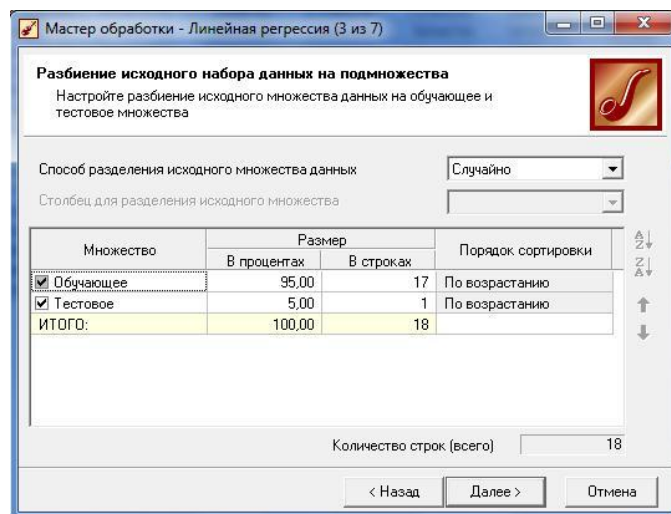 Мастер обработки - Линейная регрессия (3 из 7)
Разбиение исходного набора данных на подмножества
Настройте разбиение исходного множества данных на обучающее и
тестовое множества
Способ разделения исходного множества данных Случайно
Столбец для разделения исходного множества
Множество Размер Порядок сортировки
В процентах В строках
Обучающее 95,00 17 По возрастанию
Тестовое 5,00 1 По возрастанию
ИТОГО: 100,00 18
Количество строк (всего) 18
< Назад Далее > Отмена